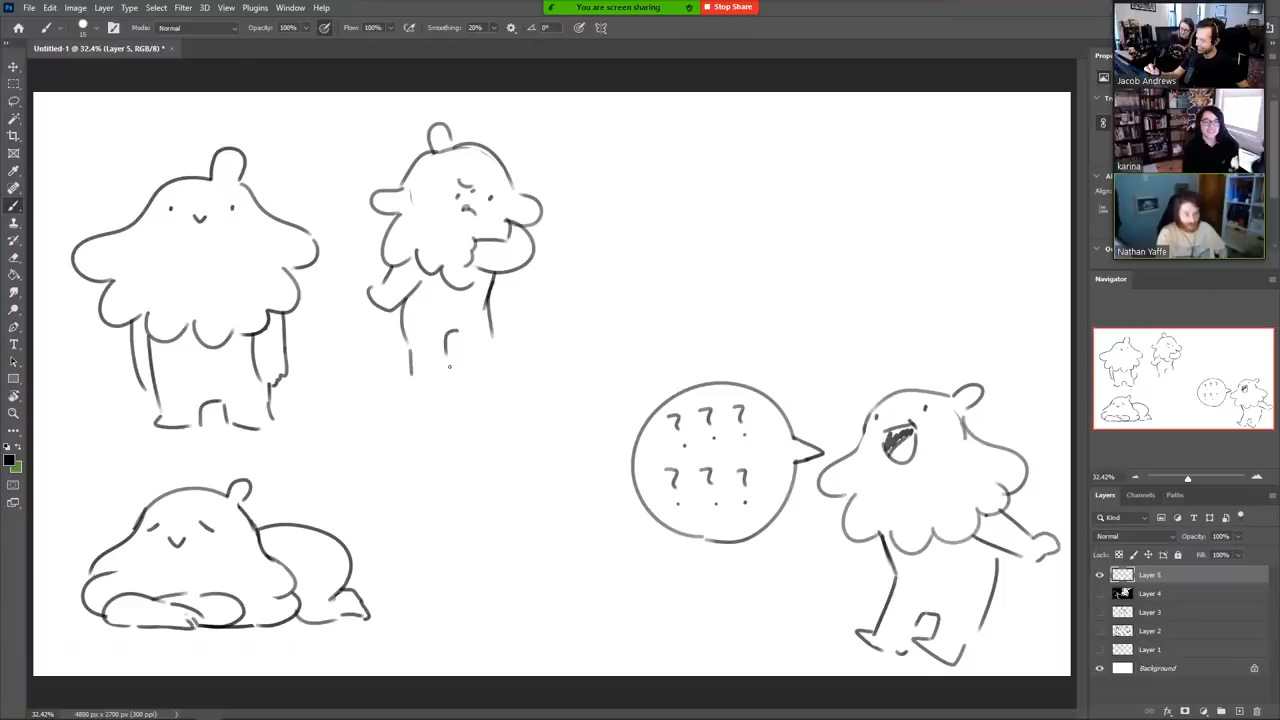 You are screen sharing
Stop Share
File Edit Image Layer Type Select Filter 3D View Plugins Window Help
15 Mode: Normal Opacity: 100% Flow: 100% Smoothing: 20% 0°
Untitled-1 @ 32.4% (Layer 5, RGB/8) *
Jacob Andrews
karina
Nathan Yaffe
? ? ?
? ? ?
Navigator
32.42%
Layers Channels Paths
Kind
Normal Opacity: 100%
Lock: Fill: 100%
Layer 5
Layer 4
Layer 3
Layer 2
Layer 1
Background
32.42% 4800 px x 2700 px (300 ppi)